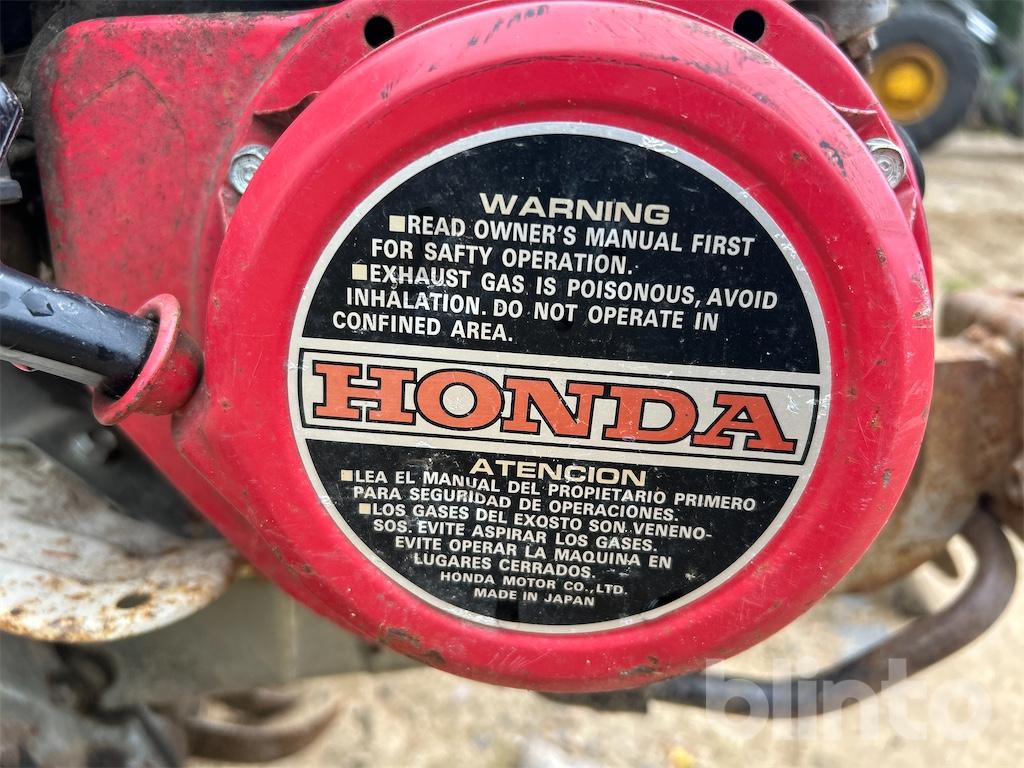 WARNING
■READ OWNER'S MANUAL FIRST
FOR SAFTY OPERATION.
■EXHAUST GAS IS POISONOUS, AVOID
INHALATION. DO NOT OPERATE IN
CONFINED AREA.
HONDA
ATENCION
■LEA EL MANUAL DEL PROPIETARIO PRIMERO
PARA SEGURIDAD DE OPERACIONES.
■LOS GASES DEL EXOSTO SON VENENO-
SOS. EVITE ASPIRAR LOS GASES.
EVITE OPERAR LA MAQUINA EN
LUGARES CERRADOS.
HONDA MOTOR CO., LTD.
MADE IN JAPAN
blinto